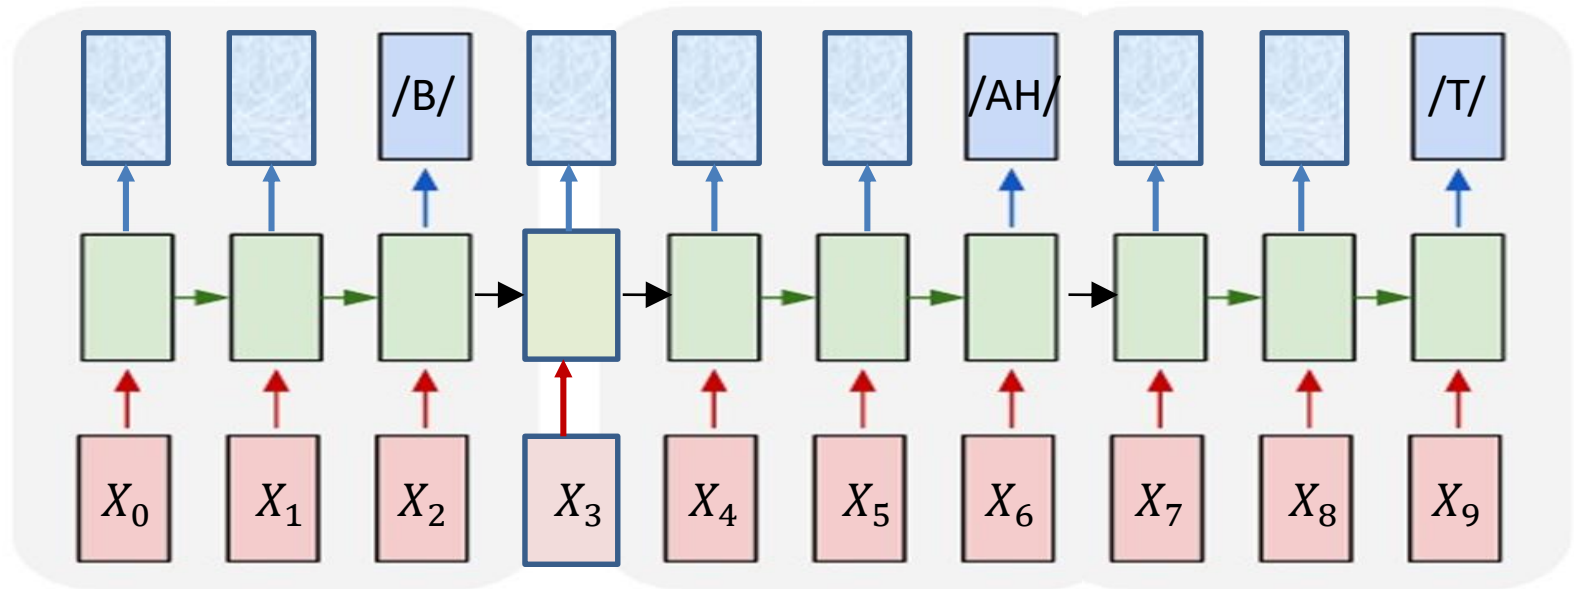 /B/ /AH/ /T/
X₀ X₁ X₂ X₃ X₄ X₅ X₆ X₇ X₈ X₉